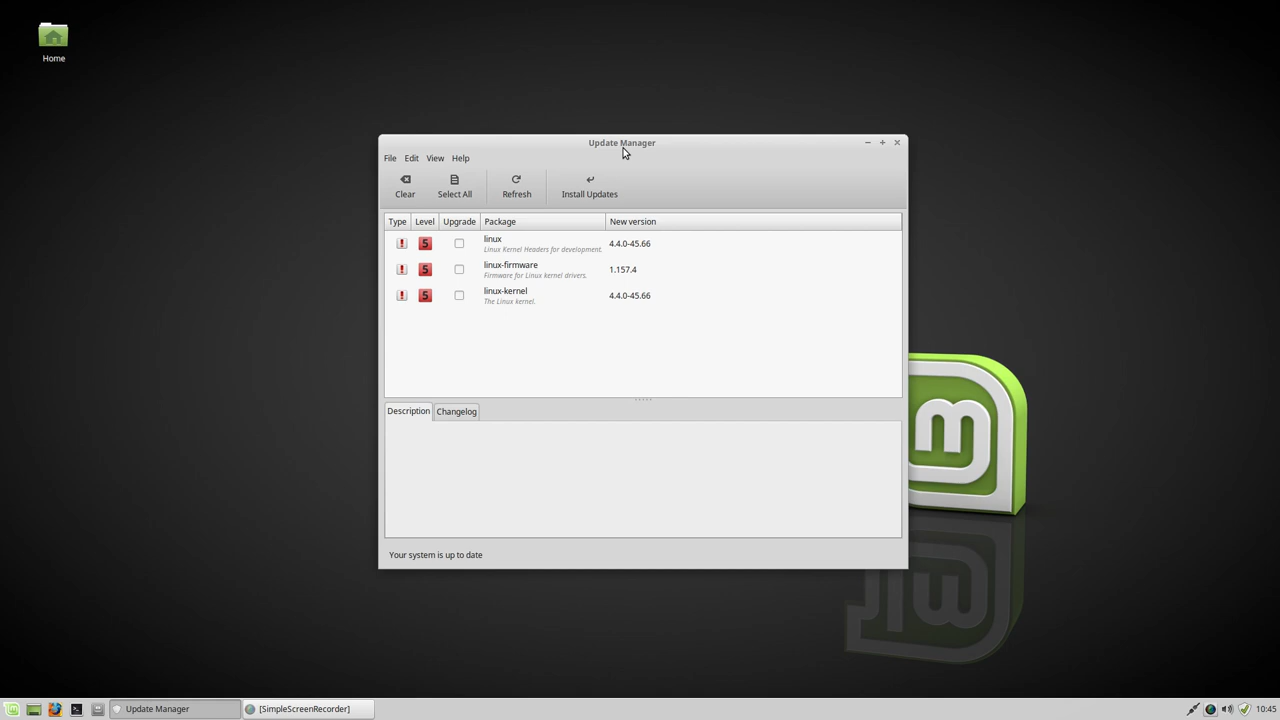 Home
Update Manager
File Edit View Help
Clear Select All Refresh Install Updates
Type Level Upgrade Package New version
! 5 linux 4.4.0-45.66
Linux Kernel Headers for development.
! 5 linux-firmware 1.157.4
Firmware for Linux kernel drivers.
! 5 linux-kernel 4.4.0-45.66
The Linux kernel.
Description Changelog
Your system is up to date
Update Manager [SimpleScreenRecorder] 10:45